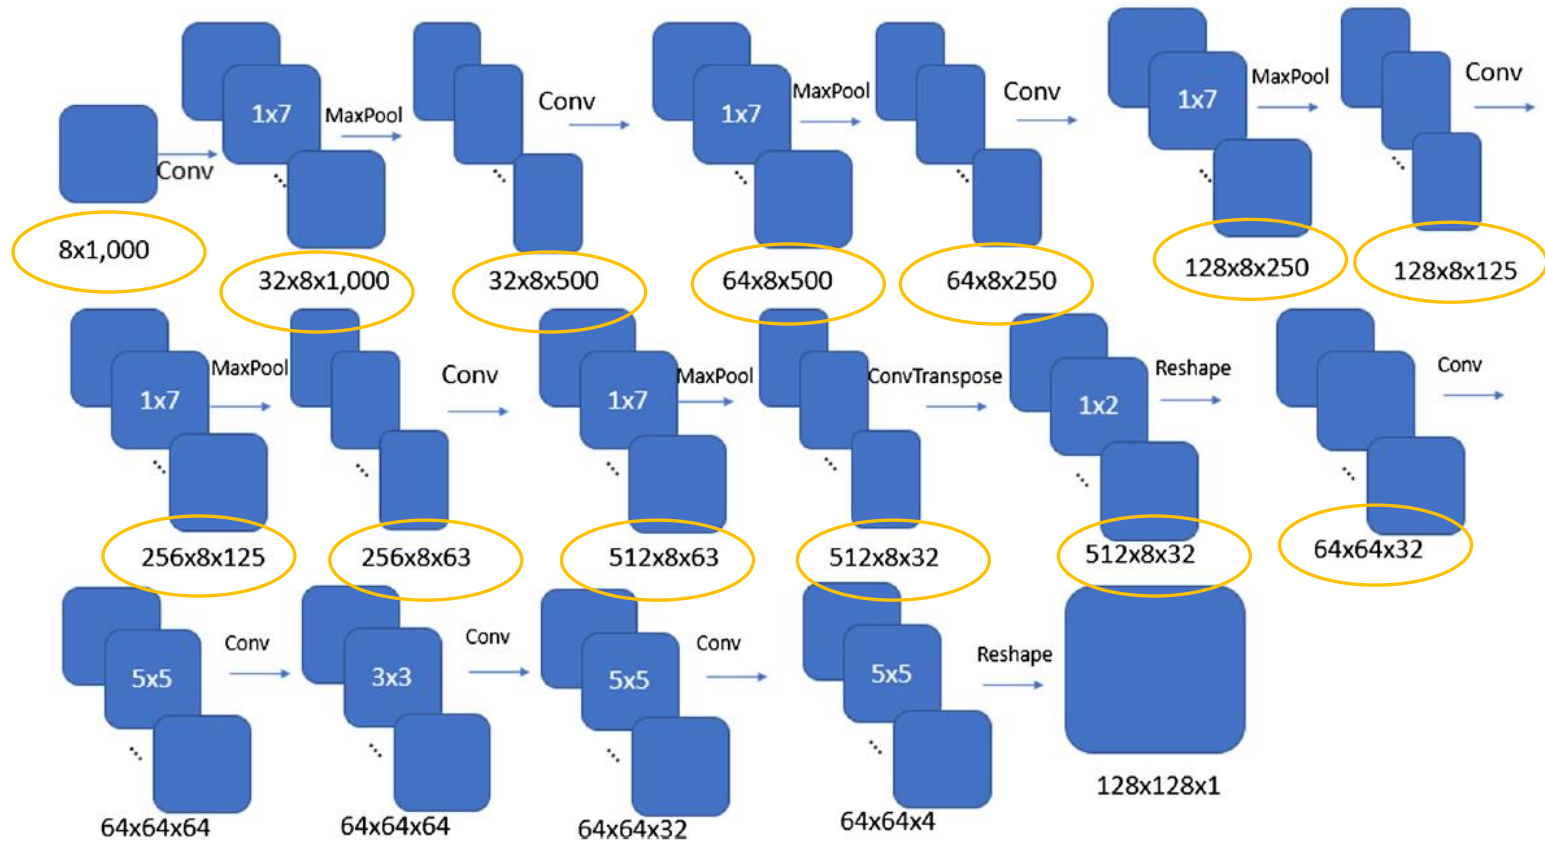 1x7
MaxPool
Conv
8x1,000
32x8x1,000
32x8x500
Conv
1x7
MaxPool
64x8x500
64x8x250
Conv
1x7
MaxPool
128x8x250
128x8x125
Conv
1x7
MaxPool
256x8x125
256x8x63
Conv
1x7
MaxPool
512x8x63
512x8x32
ConvTranspose
1x2
512x8x32
Reshape
64x64x32
Conv
5x5
64x64x64
Conv
3x3
64x64x64
Conv
5x5
64x64x32
Conv
5x5
64x64x4
Reshape
128x128x1